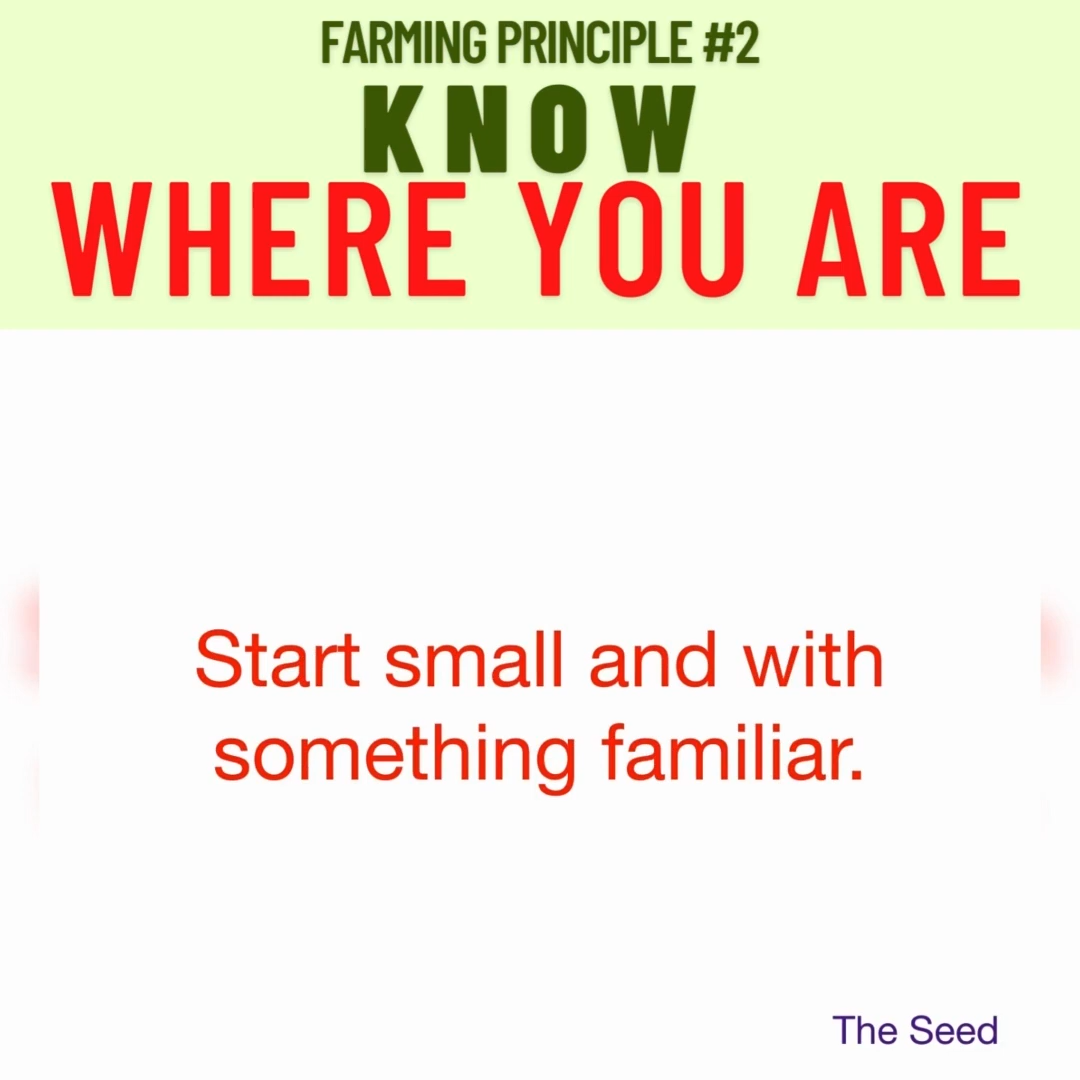 FARMING PRINCIPLE #2
KNOW
WHERE YOU ARE
Start small and with
something familiar.
The Seed